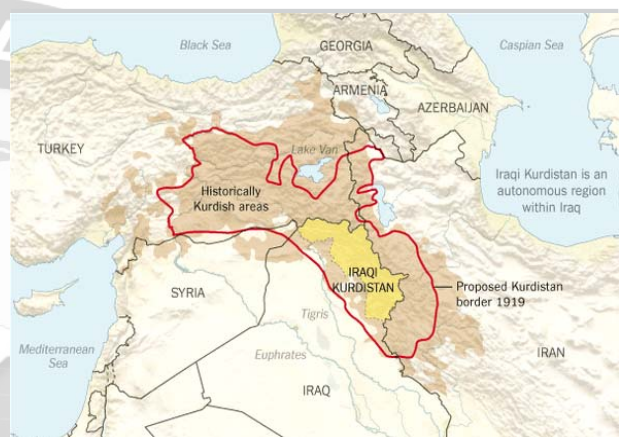 Black Sea
GEORGIA
Caspian Sea
ARMENIA
AZERBAIJAN
TURKEY
Lake Van
Iraqi Kurdistan is an
autonomous region
within Iraq
Historically
Kurdish areas
IRAQI
KURDISTAN
Proposed Kurdistan
border 1919
SYRIA
Tigris
Mediterranean
Sea
Euphrates
IRAN
IRAQ